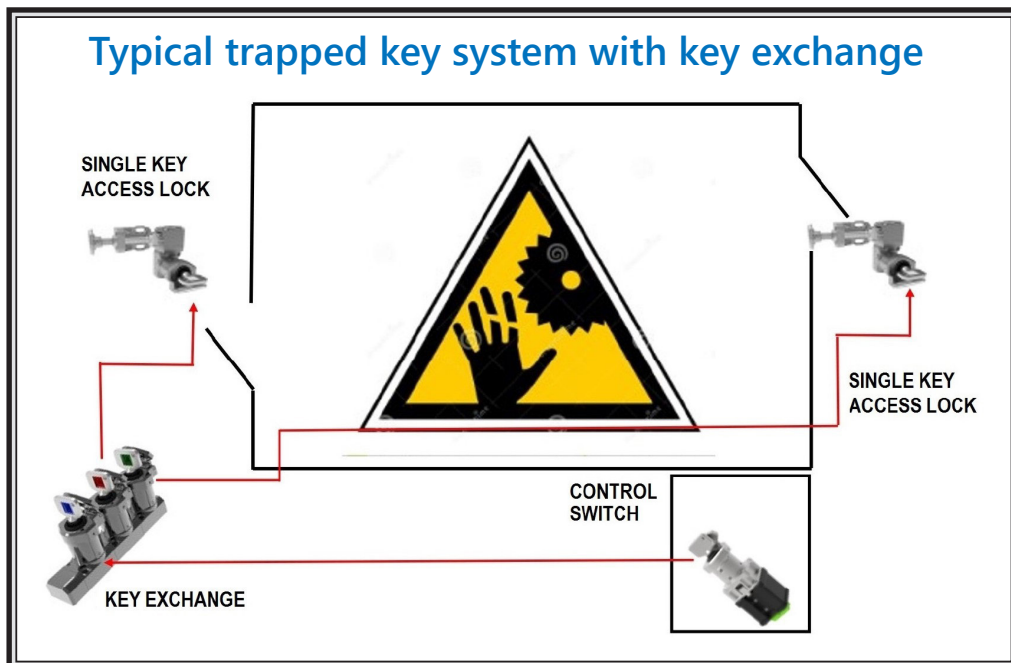 Typical trapped key system with key exchange
SINGLE KEY
ACCESS LOCK
SINGLE KEY
ACCESS LOCK
CONTROL
SWITCH
KEY EXCHANGE